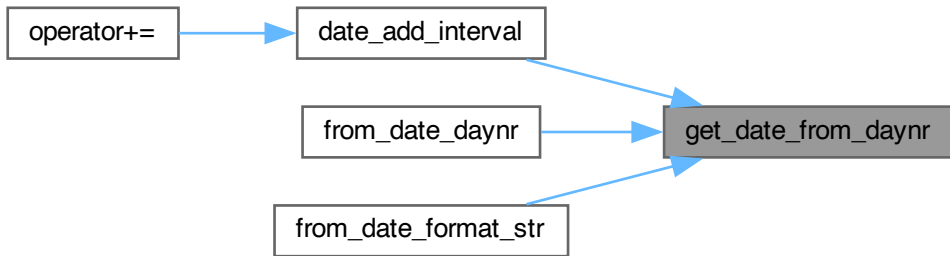 operator+=
date_add_interval
from_date_daynr
get_date_from_daynr
from_date_format_str